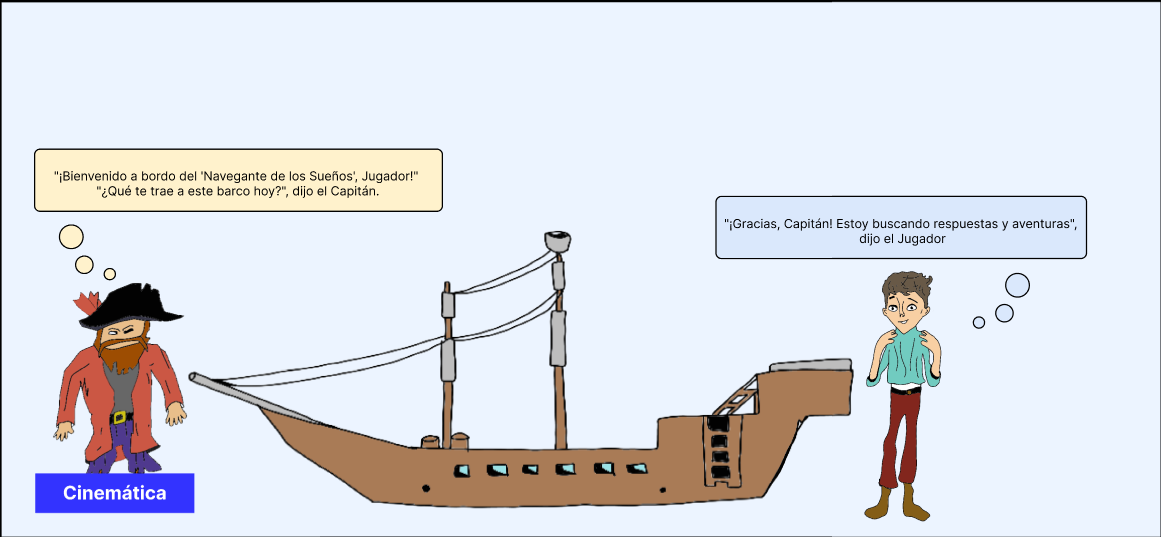 "¡Bienvenido a bordo del 'Navegante de los Sueños', Jugador!"
"¿Qué te trae a este barco hoy?", dijo el Capitán.
"¡Gracias, Capitán! Estoy buscando respuestas y aventuras",
dijo el Jugador
Cinemática